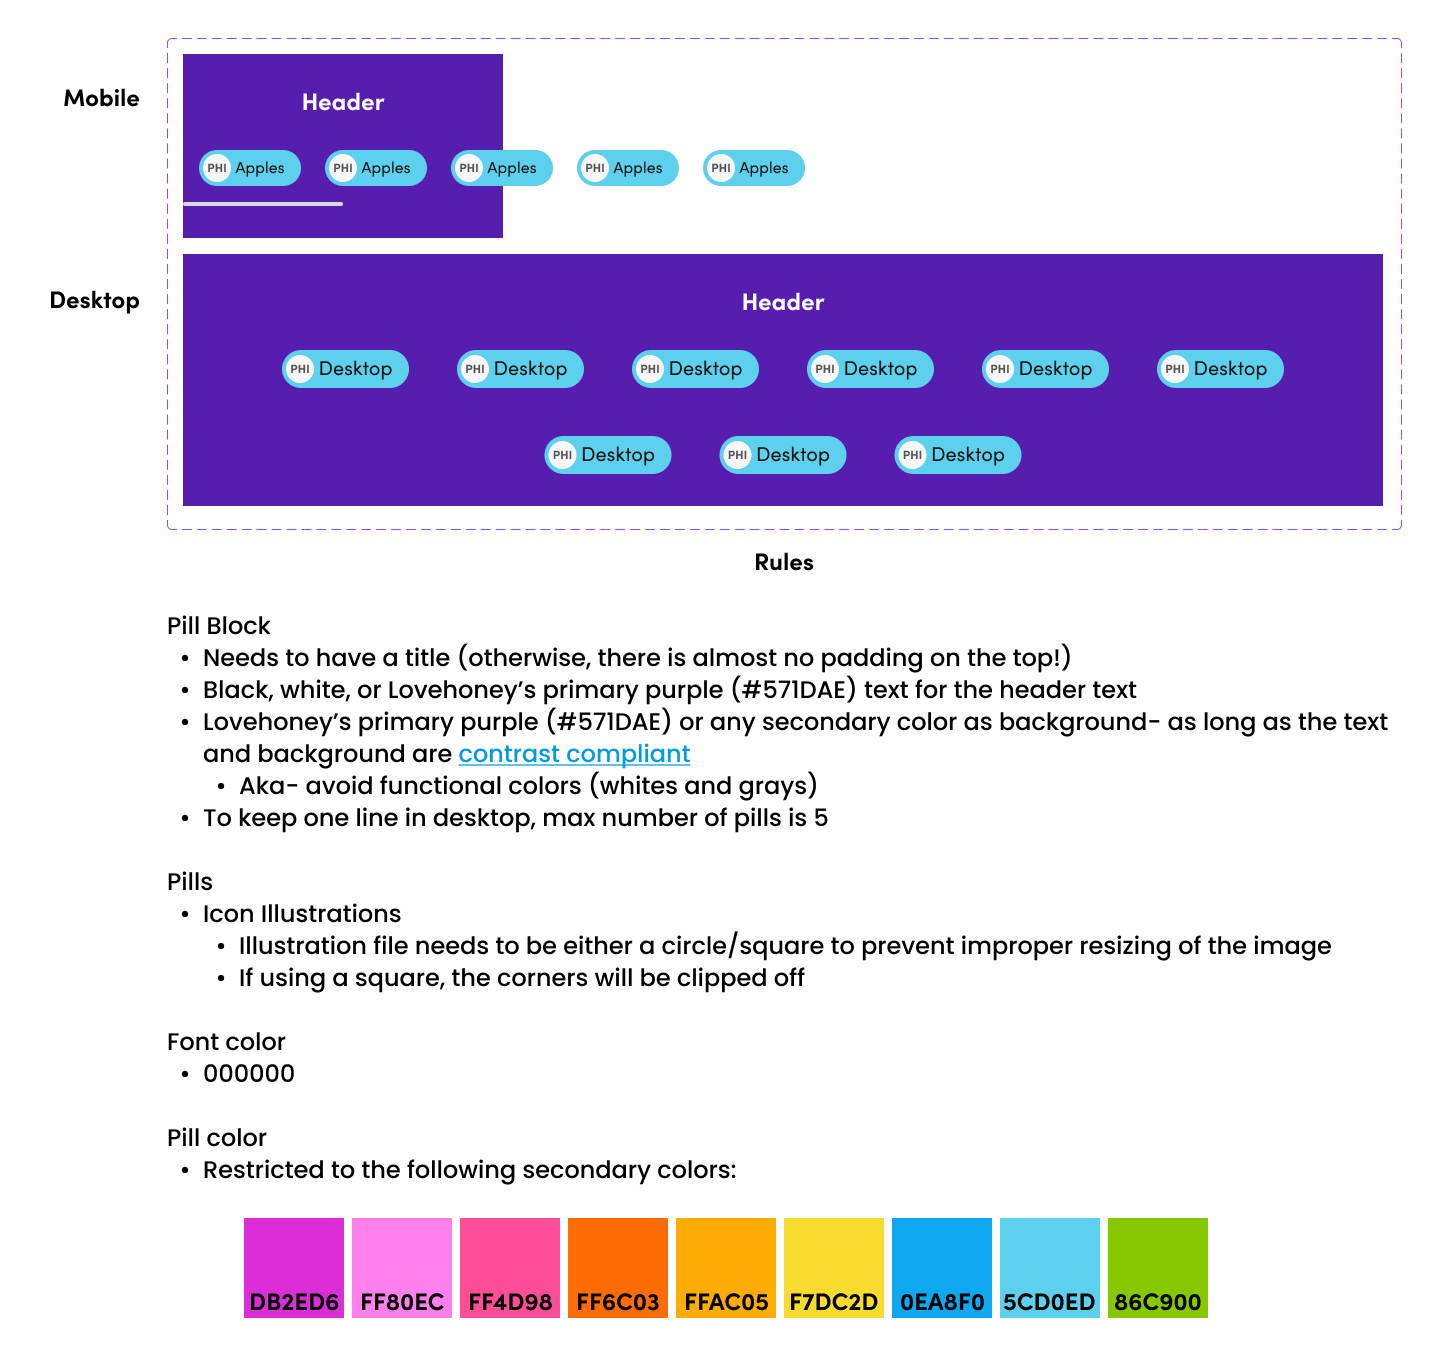 Mobile
Header
PHI Apples PHI Apples PHI Apples PHI Apples PHI Apples
Desktop
Header
PHI Desktop PHI Desktop PHI Desktop PHI Desktop PHI Desktop PHI Desktop
PHI Desktop PHI Desktop PHI Desktop
Rules
Pill Block
• Needs to have a title (otherwise, there is almost no padding on the top!)
• Black, white, or Lovehoney’s primary purple (#571DAE) text for the header text
• Lovehoney’s primary purple (#571DAE) or any secondary color as background- as long as the text
and background are contrast compliant
• Aka- avoid functional colors (whites and grays)
• To keep one line in desktop, max number of pills is 5
Pills
• Icon Illustrations
• Illustration file needs to be either a circle/square to prevent improper resizing of the image
• If using a square, the corners will be clipped off
Font color
• 000000
Pill color
• Restricted to the following secondary colors:
DB2ED6 FF80EC FF4D98 FF6C03 FFAC05 F7DC2D 0EA8F0 5CD0ED 86C900